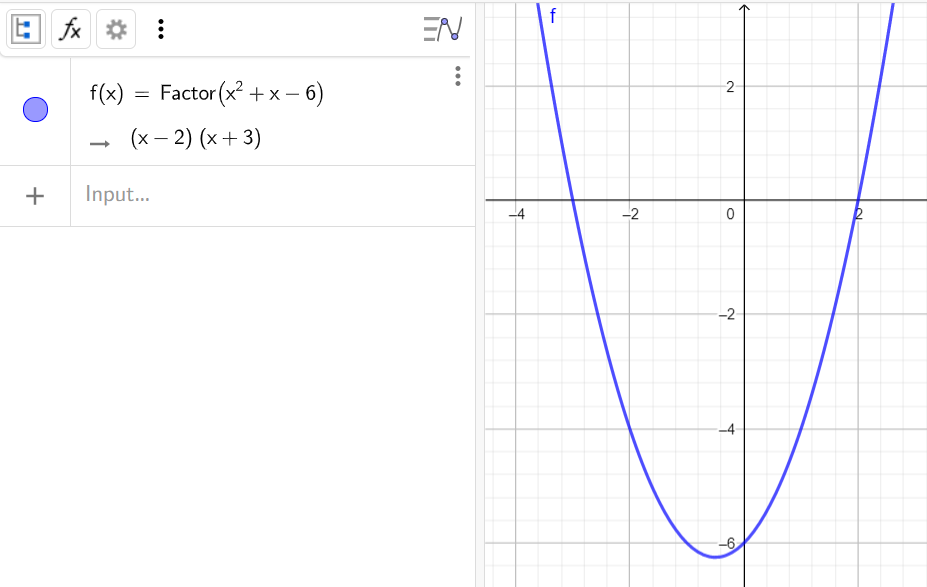 fx
f(x) = Factor(x² + x − 6)
→ (x − 2) (x + 3)
+ Input...
f
2
−4 −2 0 2
−2
−4
−6